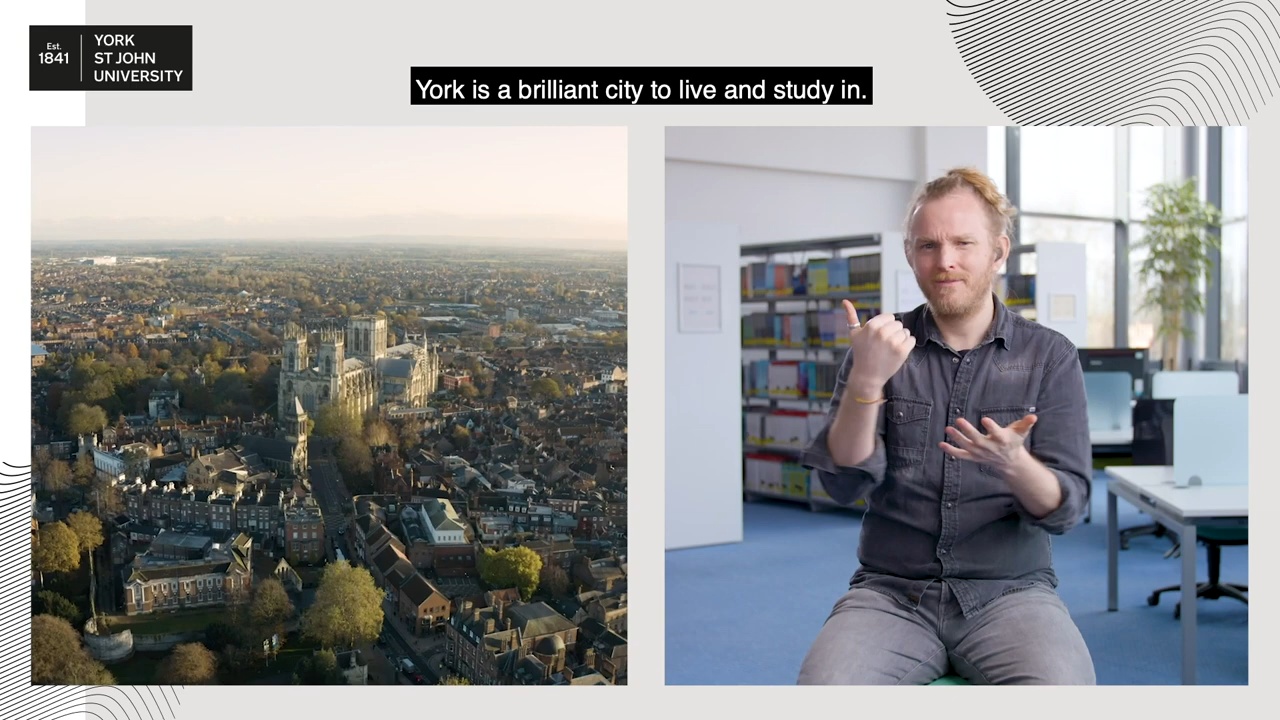 Est.
1841
YORK
ST JOHN
UNIVERSITY
York is a brilliant city to live and study in.